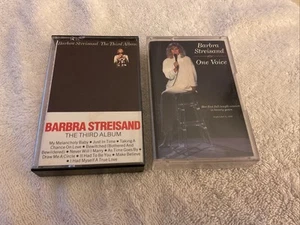 Barbra Streisand The Third Album
BARBRA STREISAND
THE THIRD ALBUM
My Melancholy Baby • Just in Time • Taking A
Chance On Love • Bewitched (Bothered And
Bewildered) • Never Will I Marry • As Time Goes By
Draw Me A Circle • It Had To Be You • Make Believe
I Had Myself A True Love
Barbra
Streisand
One Voice